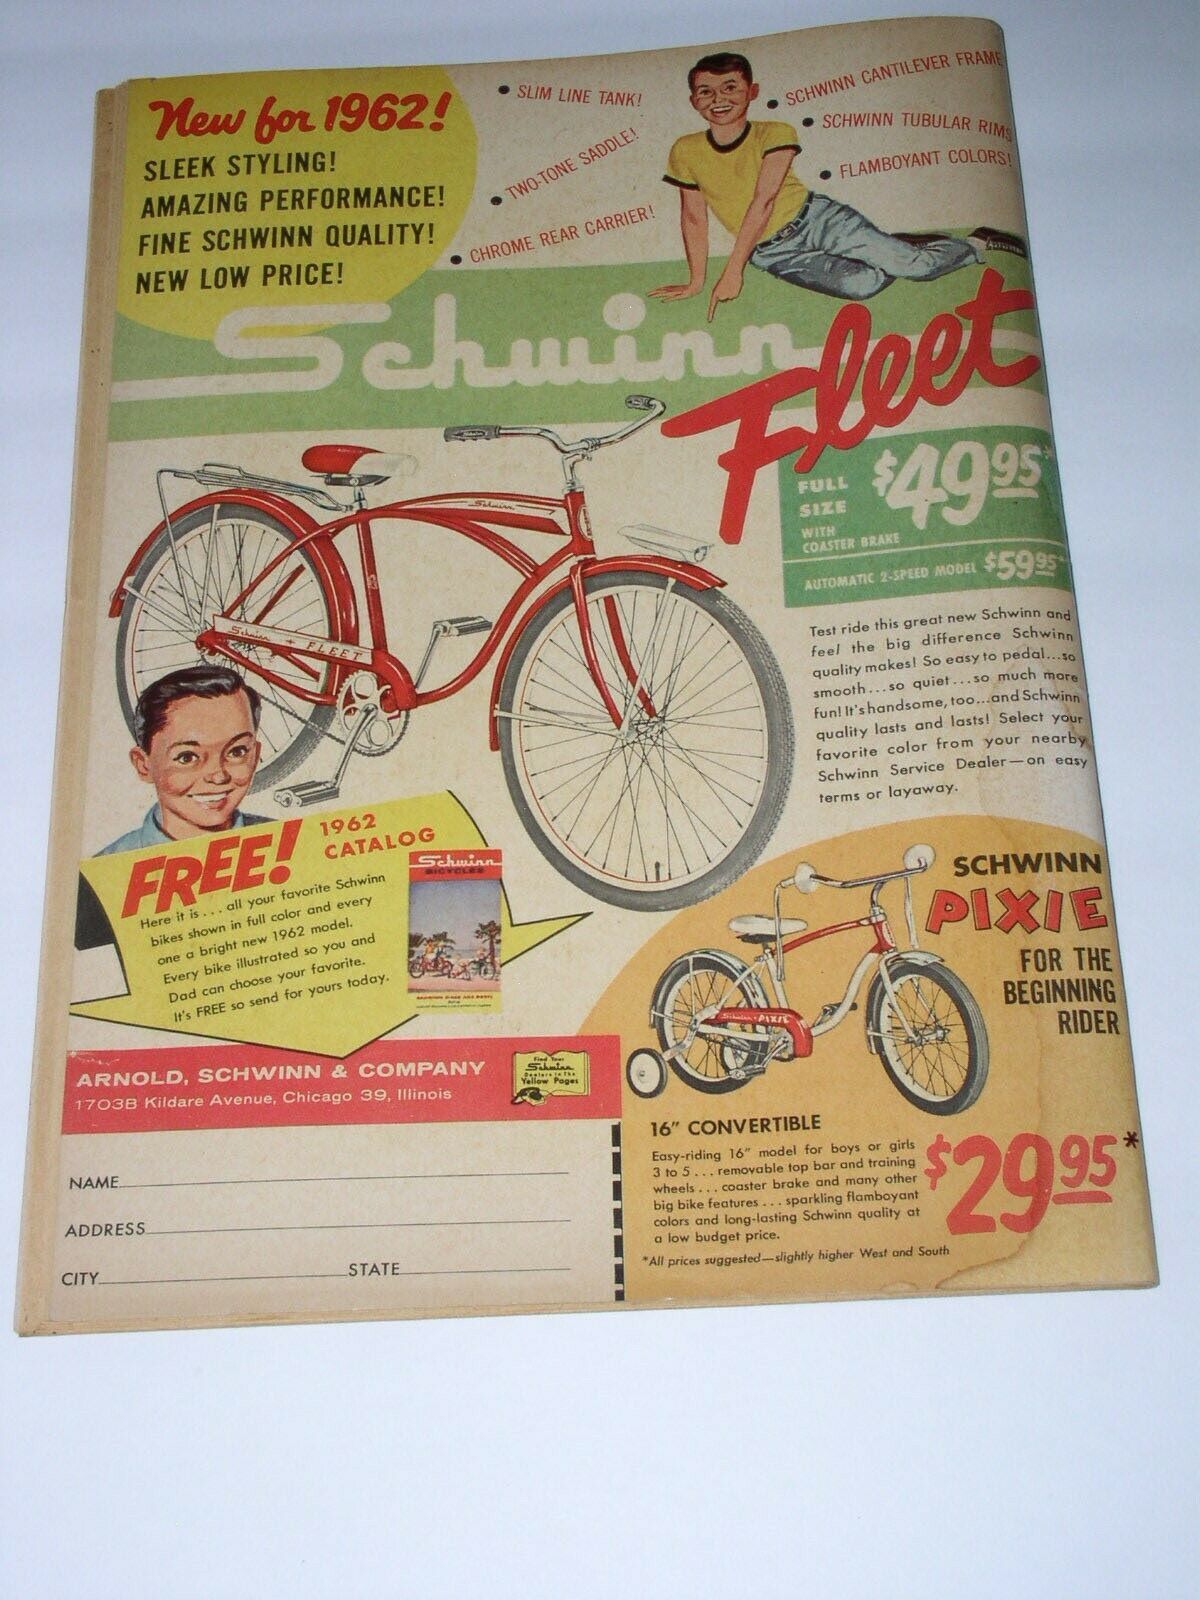 New for 1962!
SLEEK STYLING!
AMAZING PERFORMANCE!
FINE SCHWINN QUALITY!
NEW LOW PRICE!
• SLIM LINE TANK!
• TWO-TONE SADDLE!
• CHROME REAR CARRIER!
• SCHWINN CANTILEVER FRAME
• SCHWINN TUBULAR RIMS
• FLAMBOYANT COLORS!
Schwinn Fleet
FULL SIZE
WITH COASTER BRAKE
$49.95*
AUTOMATIC 2-SPEED MODEL $59.95*
Schwinn
Schwinn FLEET
Test ride this great new Schwinn and
feel the big difference Schwinn
quality makes! So easy to pedal...so
smooth...so quiet...so much more
fun! It's handsome, too...and Schwinn
quality lasts and lasts! Select your
favorite color from your nearby
Schwinn Service Dealer—on easy
terms or layaway.
FREE! 1962
CATALOG
Here it is . . . all your favorite Schwinn
bikes shown in full color and every
one a bright new 1962 model.
Every bike illustrated so you and
Dad can choose your favorite.
It's FREE so send for yours today.
Schwinn
BICYCLES
SCHWINN
PIXIE
FOR THE
BEGINNING
RIDER
Schwinn PIXIE
ARNOLD, SCHWINN & COMPANY
1703B Kildare Avenue, Chicago 39, Illinois
Find Your
Schwinn
Dealers in the
Yellow Pages
NAME
ADDRESS
CITY STATE
16" CONVERTIBLE
Easy-riding 16" model for boys or girls
3 to 5 . . . removable top bar and training
wheels . . . coaster brake and many other
big bike features . . . sparkling flamboyant
colors and long-lasting Schwinn quality at
a low budget price.
$29.95*
*All prices suggested—slightly higher West and South